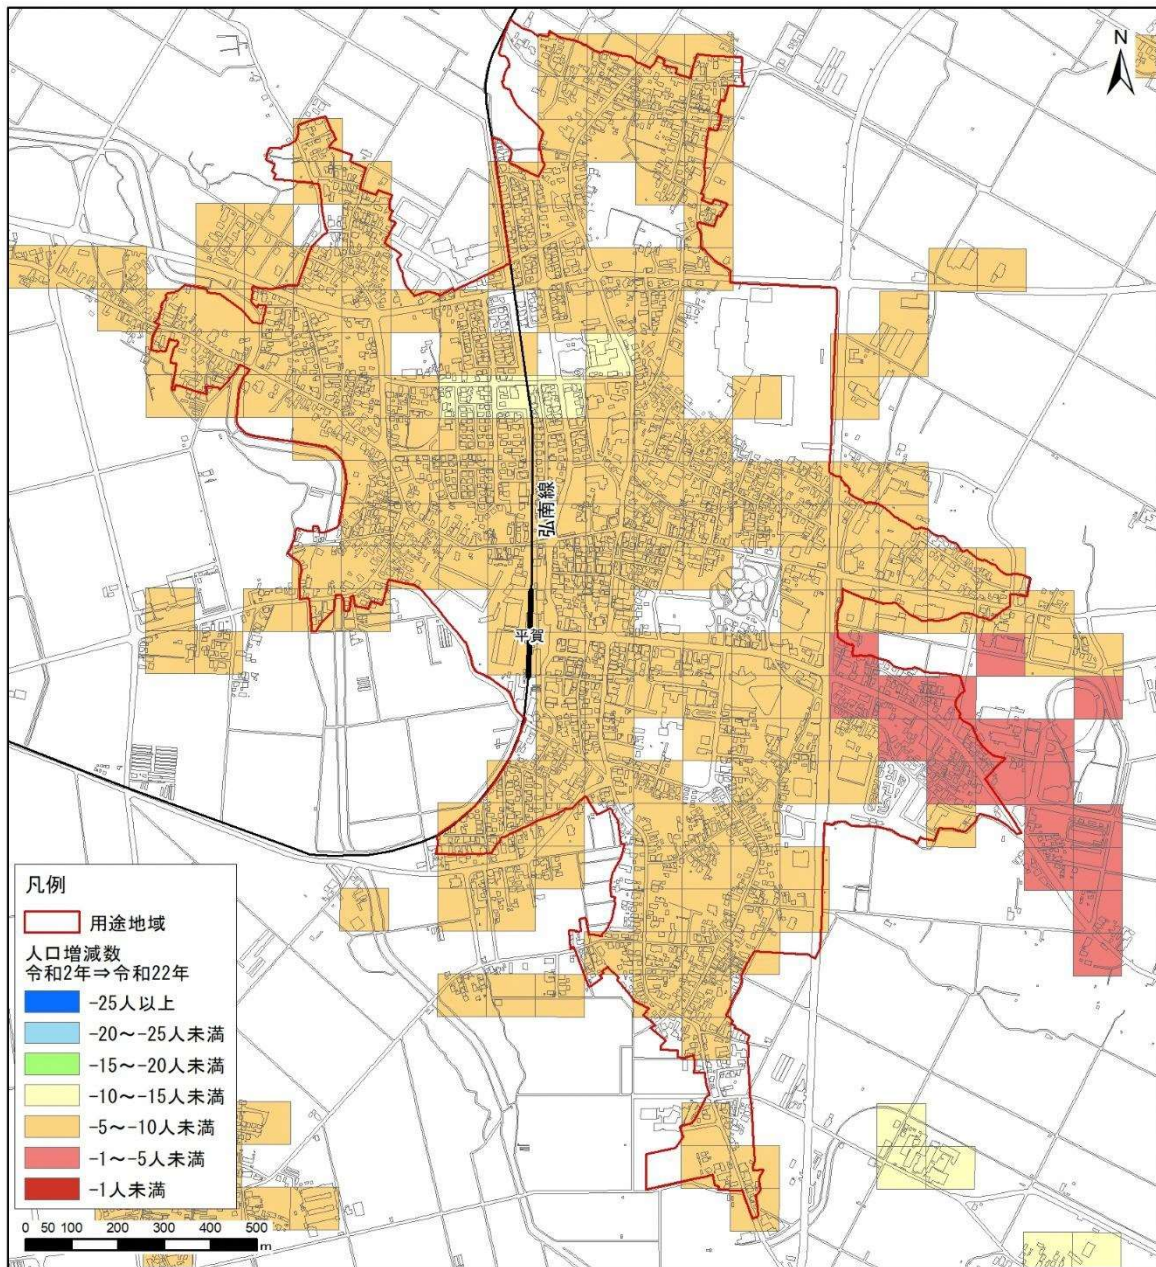 N
弘南線
平賀
凡例
用途地域
人口増減数
令和2年⇒令和22年
-25人以上
-20～-25人未満
-15～-20人未満
-10～-15人未満
-5～-10人未満
-1～-5人未満
-1人未満
0 50 100 200 300 400 500
m